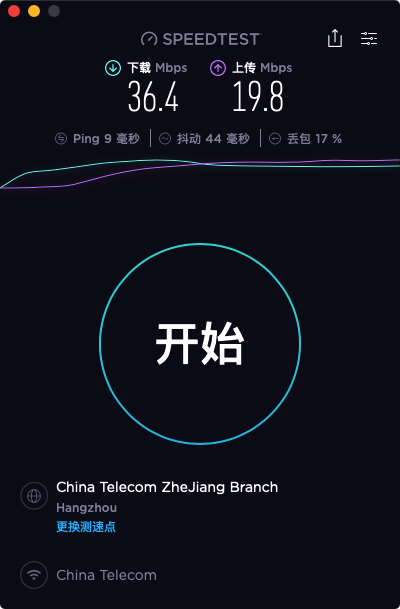 SPEEDTEST
下载 Mbps 上传 Mbps
36.4 19.8
Ping 9 毫秒 抖动 44 毫秒 丢包 17 %
开始
China Telecom ZheJiang Branch
Hangzhou
更换测速点
China Telecom